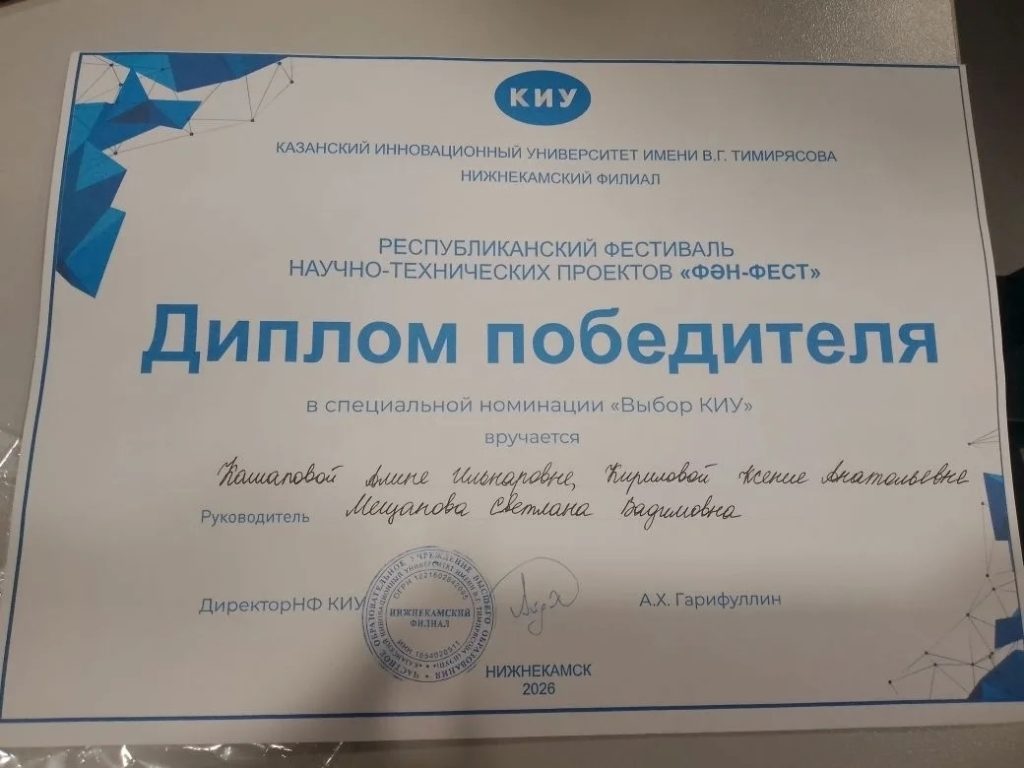 КИУ
КАЗАНСКИЙ ИННОВАЦИОННЫЙ УНИВЕРСИТЕТ ИМЕНИ В.Г. ТИМИРЯСОВА
НИЖНЕКАМСКИЙ ФИЛИАЛ
РЕСПУБЛИКАНСКИЙ ФЕСТИВАЛЬ
НАУЧНО-ТЕХНИЧЕСКИХ ПРОЕКТОВ «ФӘН-ФЕСТ»
Диплом победителя
в специальной номинации «Выбор КИУ»
вручается
Кашаповой Алине Ильнаровне, Кириловой Ксение Анатольевне
Руководитель Мещанова Светлана Вадимовна
ДиректорНФ КИУ
А.Х. Гарифуллин
НИЖНЕКАМСКИЙ
ФИЛИАЛ
НИЖНЕКАМСК
2026